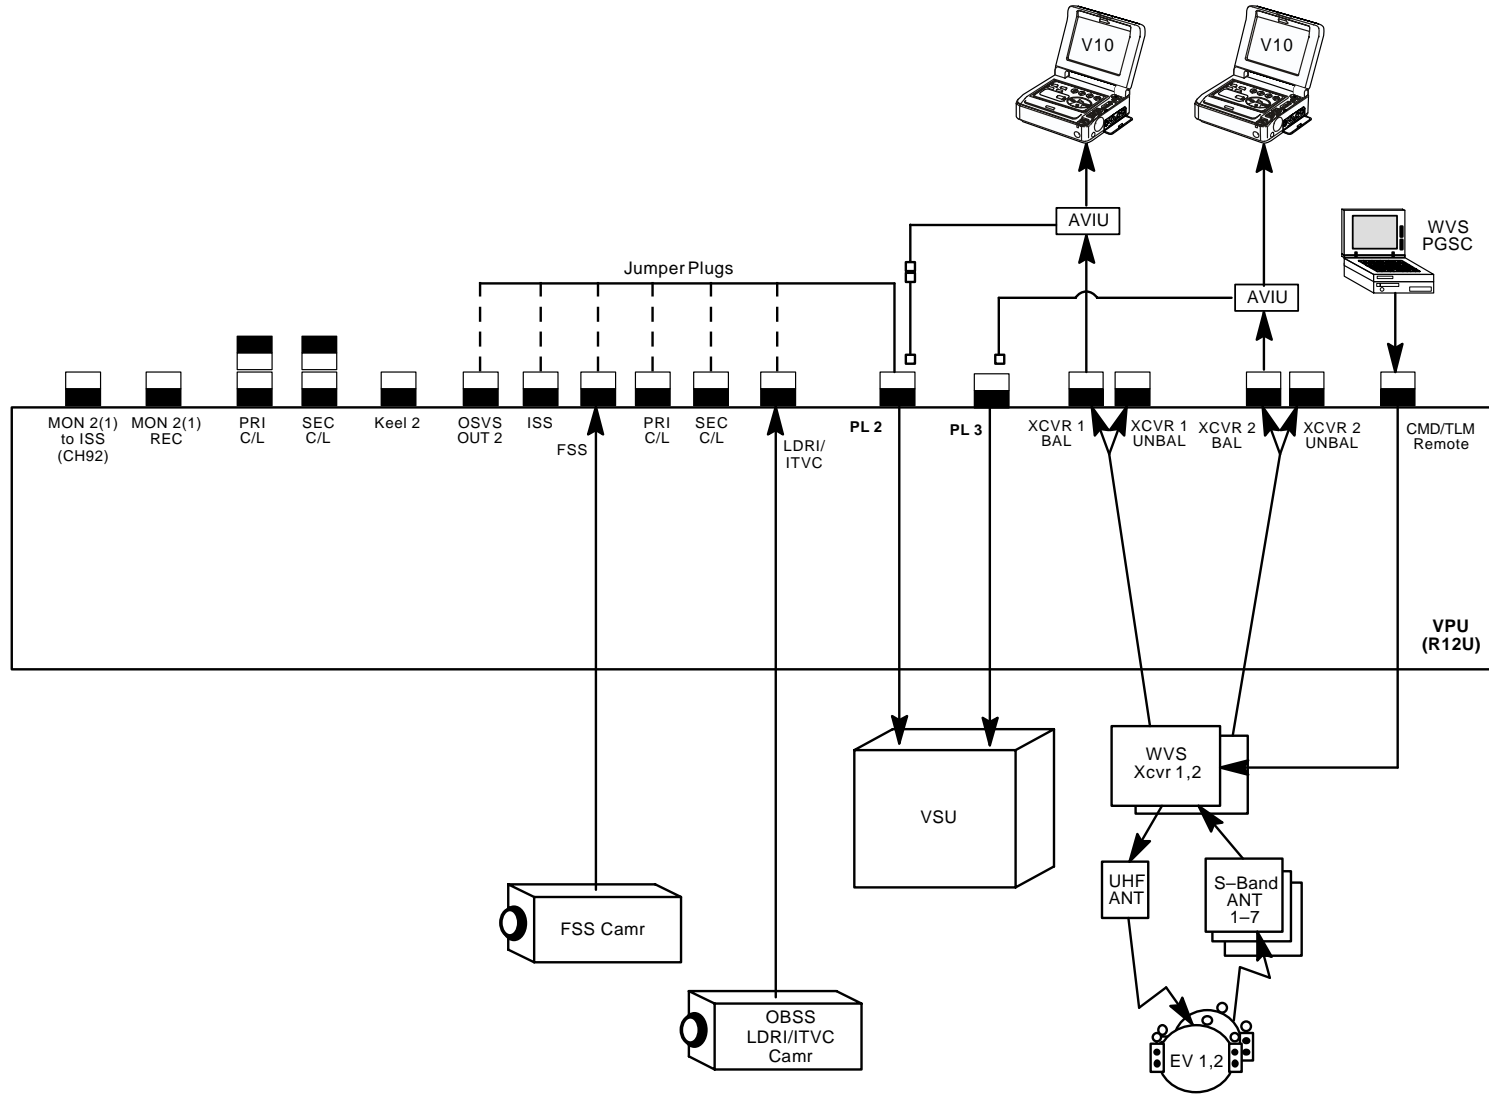 V10
V10
AVIU
WVS
PGSC
Jumper Plugs
AVIU
MON 2(1)
to ISS
(CH92)
MON 2(1)
REC
PRI
C/L
SEC
C/L
Keel 2
OSVS
OUT 2
ISS
FSS
PRI
C/L
SEC
C/L
LDRI/
ITVC
PL 2
PL 3
XCVR 1
BAL
XCVR 1
UNBAL
XCVR 2
BAL
XCVR 2
UNBAL
CMD/TLM
Remote
VPU
(R12U)
WVS
Xcvr 1,2
VSU
UHF
ANT
S–Band
ANT
1–7
FSS Camr
OBSS
LDRI/ITVC
Camr
EV 1,2